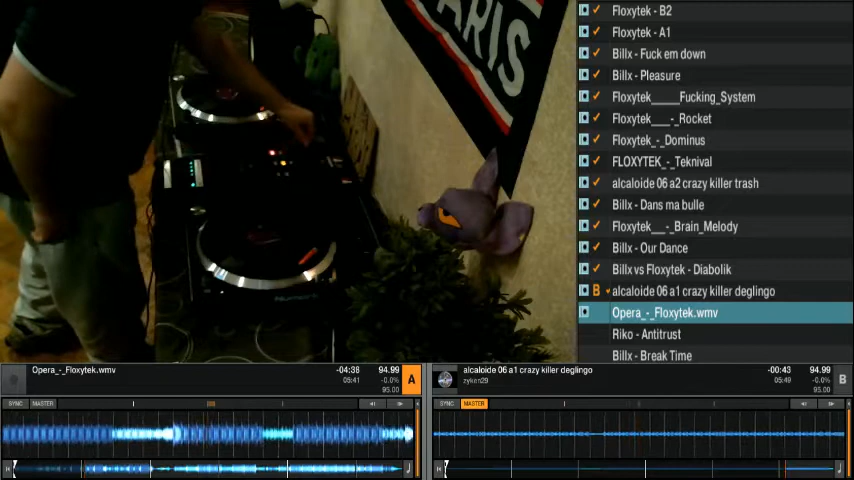 PARIS
Floxytek - B2
Floxytek - A1
Billx - Fuck em down
Billx - Pleasure
Floxytek_____Fucking_System
Floxytek___-_Rocket
Floxytek_-_Dominus
FLOXYTEK_-_Teknival
alcaloide 06 a2 crazy killer trash
Billx - Dans ma bulle
Floxytek__-_Brain_Melody
Billx - Our Dance
Billx vs Floxytek - Diabolik
B alcaloide 06 a1 crazy killer deglingo
Opera_-_Floxytek.wmv
Riko - Antitrust
Billx - Break Time
Opera_-_Floxytek.wmv -04:38 94.99 A
05:41 -0.0%
95.00
SYNC MASTER
alcaloide 06 a1 crazy killer deglingo -00:43 94.99 B
zyken29 05:49 -0.0%
95.00
SYNC MASTER